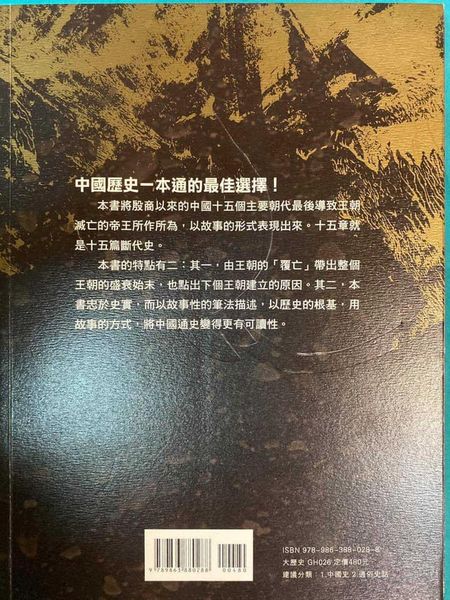 中國歷史一本通的最佳選擇！
本書將殷商以來的中國十五個主要朝代最後導致王朝
滅亡的帝王所作所為，以故事的形式表現出來。十五章就
是十五篇斷代史。
本書的特點有二：其一，由王朝的「覆亡」帶出整個
王朝的盛衰始末，也點出下個王朝建立的原因。其二，本
書忠於史實，而以故事性的筆法描述，以歷史的根基，用
故事的方式，將中國通史變得更有可讀性。
ISBN 978-986-388-028-8
大歷史 GH026 定價480元
建議分類：1.中國史 2.通俗史話
9789863880288 00480